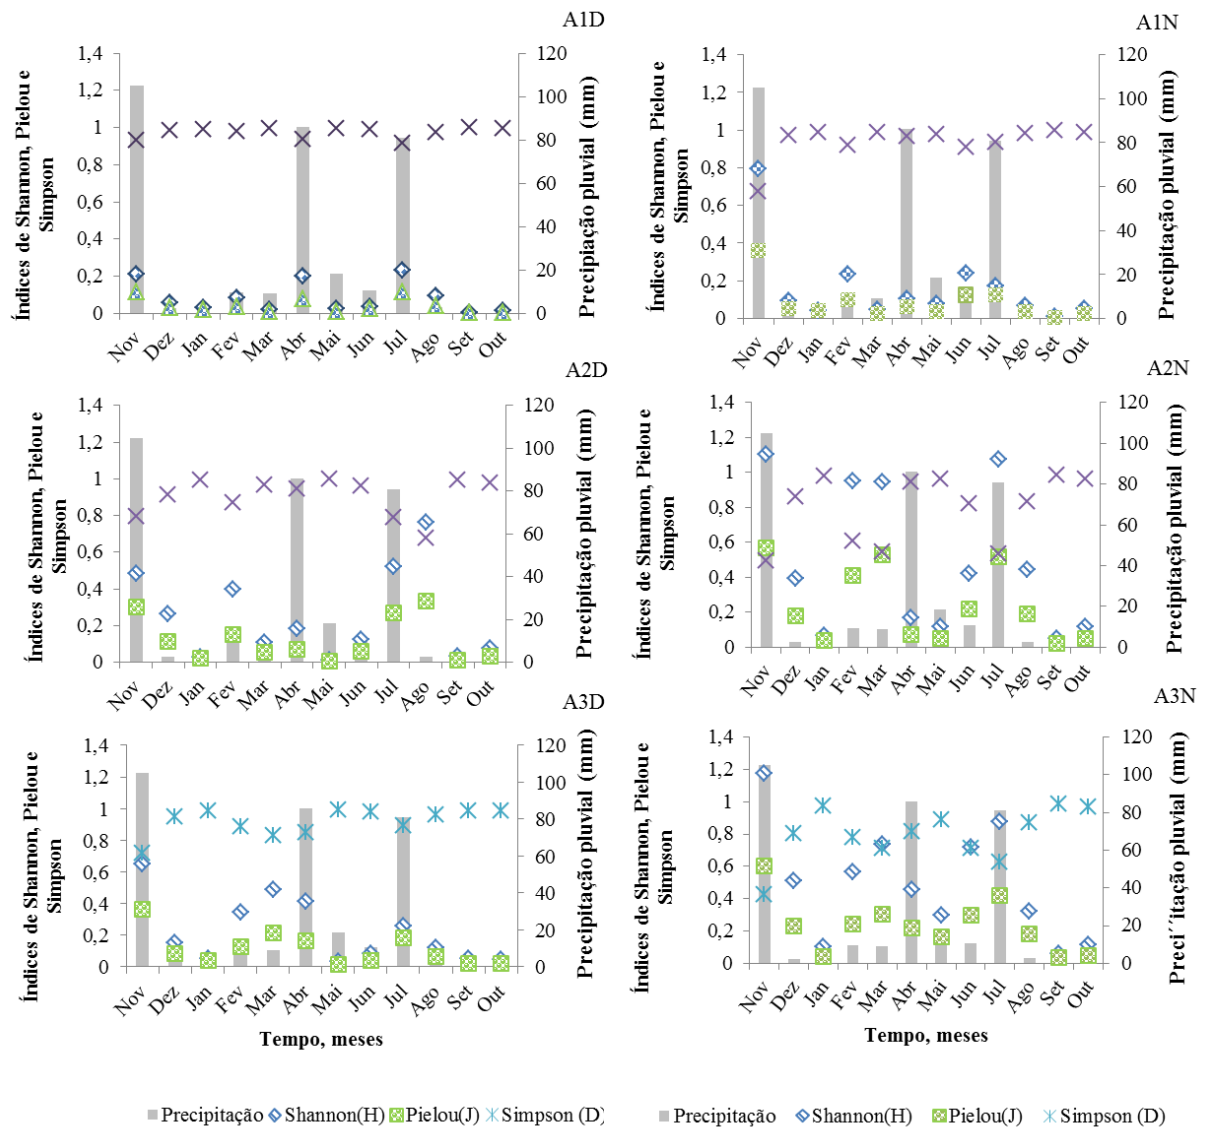 A1D
1,4
1,2
1
0,8
0,6
0,4
0,2
0
120
100
80
60
40
20
0
Índices de Shannon, Pielou e
Simpson
Precipiação pluvial (mm)
Nov Dez Jan Fev Mar Abr Mai Jun Jul Ago Set Out
A1N
1,4
1,2
1
0,8
0,6
0,4
0,2
0
120
100
80
60
40
20
0
Índices de Shannon, Pielou e
Simpson
Precipitação pluvial (mm)
Nov Dez Jan Fev Mar Abr Mai Jun Jul Ago Set Out
A2D
1,4
1,2
1
0,8
0,6
0,4
0,2
0
120
100
80
60
40
20
0
Índices de Shannon, Pielou e
Simpson
Precipitação pluvial (mm)
Nov Dez Jan Fev Mar Abr Mai Jun Jul Ago Set Out
A2N
1,4
1,2
1
0,8
0,6
0,4
0,2
0
120
100
80
60
40
20
0
Índices de Shannon, Pielou e
Simpson
Precipitação pluvial (mm)
Nov Dez Jan Fev Mar Abr Mai Jun Jul Ago Set Out
A3D
1,4
1,2
1
0,8
0,6
0,4
0,2
0
120
100
80
60
40
20
0
Índices de Shannon, Pielou e
Simpson
Precipitação pluvial (mm)
Nov Dez Jan Fev Mar Abr Mai Jun Jul Ago Set Out
Tempo, meses
A3N
1,4
1,2
1
0,8
0,6
0,4
0,2
0
120
100
80
60
40
20
0
Índices de Shannon, Pielou e
Simpson
Preci´´itação pluvial (mm)
Nov Dez Jan Fev Mar Abr Mai Jun Jul Ago Set Out
Tempo, meses
Precipitação Shannon(H) Pielou(J) Simpson (D)
Precipitação Shannon(H) Pielou(J) Simpson (D)